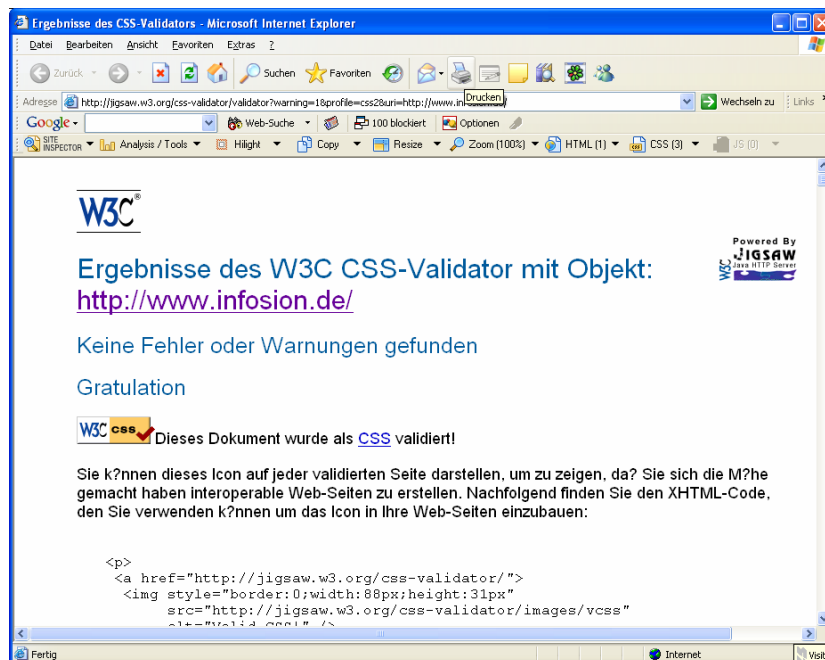 Ergebnisse des CSS-Validators - Microsoft Internet Explorer
Datei Bearbeiten Ansicht Favoriten Extras ?
Zurück Suchen Favoriten
Drucken
Adresse http://jigsaw.w3.org/css-validator/validator?warning=1&profile=css2&uri=http://www.in Wechseln zu Links
Google Web-Suche 100 blockiert Optionen
SITE INSPECTOR Analysis / Tools Hilight Copy Resize Zoom (100%) HTML (1) CSS (3) JS (0)
W3C®
Powered By
JIGSAW
W3C Java HTTP Server
Ergebnisse des W3C CSS-Validator mit Objekt:
http://www.infosion.de/
Keine Fehler oder Warnungen gefunden
Gratulation
W3C css Dieses Dokument wurde als CSS validiert!
Sie k?nnen dieses Icon auf jeder validierten Seite darstellen, um zu zeigen, da? Sie sich die M?he
gemacht haben interoperable Web-Seiten zu erstellen. Nachfolgend finden Sie den XHTML-Code,
den Sie verwenden k?nnen um das Icon in Ihre Web-Seiten einzubauen:
<p>
<a href="http://jigsaw.w3.org/css-validator/">
<img style="border:0;width:88px;height:31px"
src="http://jigsaw.w3.org/css-validator/images/vcss"
alt="Valid CSS!" />
Fertig Internet Visit